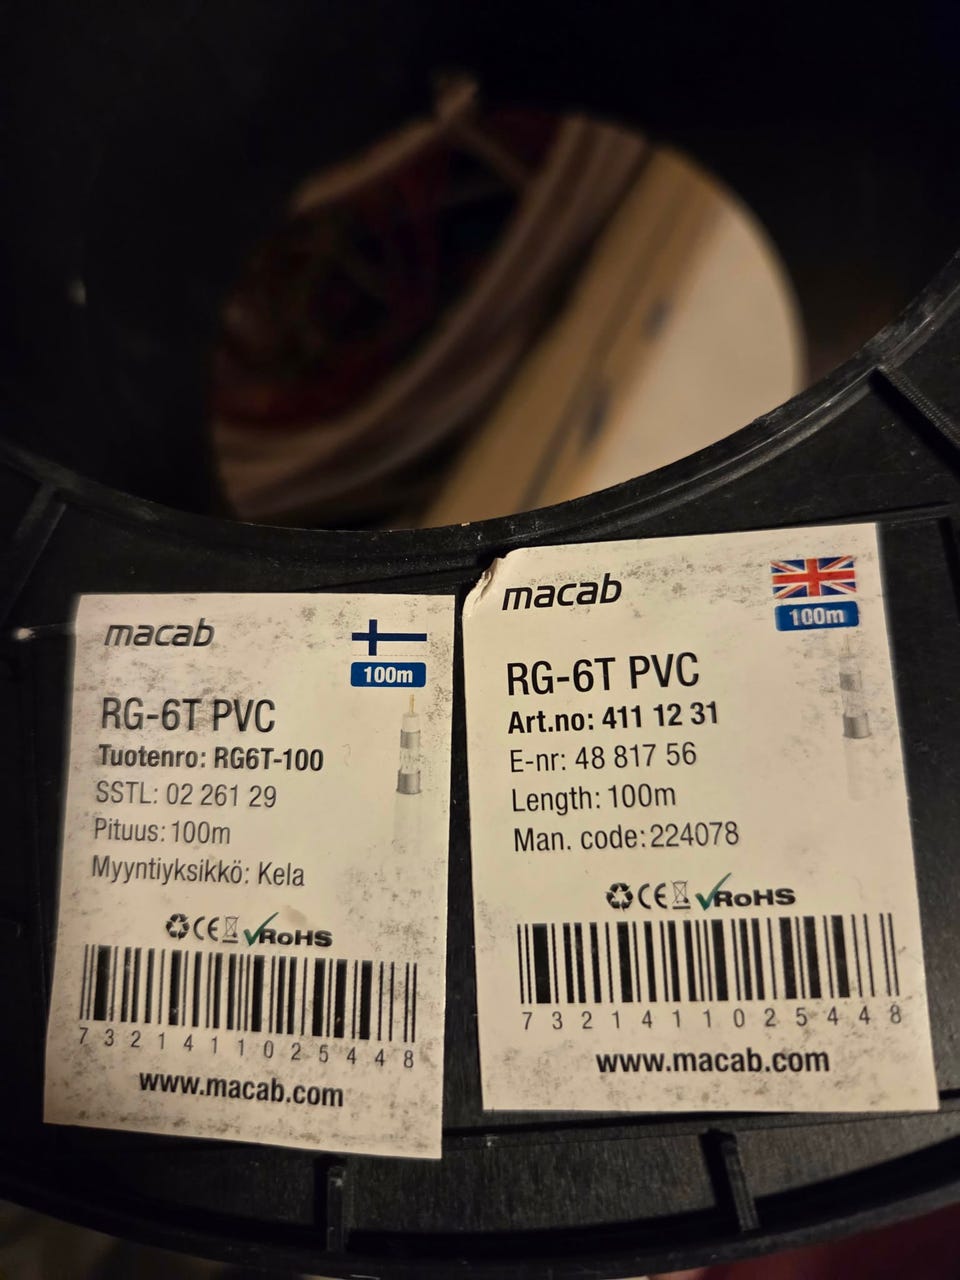 macab
100m
RG-6T PVC
Tuotenro: RG6T-100
SSTL: 02 261 29
Pituus: 100m
Myyntiyksikkö: Kela
CE RoHS
7 3 2 1 4 1 1 0 2 5 4 4 8
www.macab.com
macab
100m
RG-6T PVC
Art.no: 411 12 31
E-nr: 48 817 56
Length: 100m
Man. code: 224078
CE RoHS
7 3 2 1 4 1 1 0 2 5 4 4 8
www.macab.com